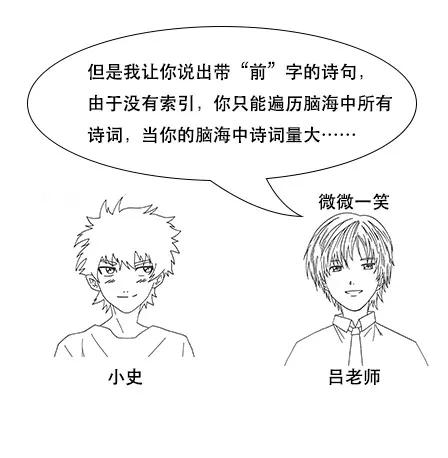 但是我让你说出带“前”字的诗句，
由于没有索引，你只能遍历脑海中所有
诗词，当你的脑海中诗词量大……
微微一笑
小史
吕老师